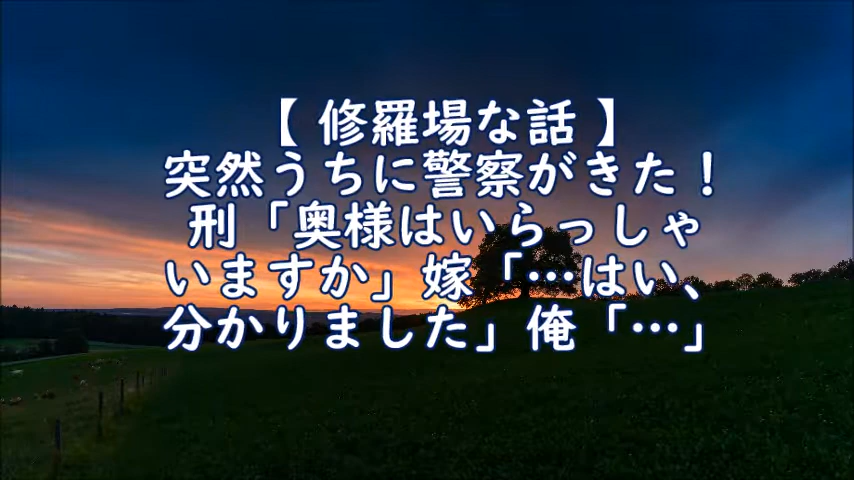 【 修羅場な話 】
突然うちに警察がきた！
刑「奥様はいらっしゃ
いますか」嫁「…はい、
分かりました」俺「…」